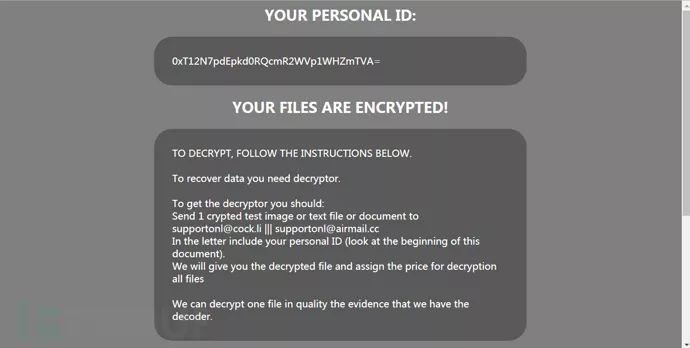 YOUR PERSONAL ID:
0xT12N7pdEpkd0RQcmR2WVp1WHZmTVA=
YOUR FILES ARE ENCRYPTED!
TO DECRYPT, FOLLOW THE INSTRUCTIONS BELOW.
To recover data you need decryptor.
To get the decryptor you should:
Send 1 crypted test image or text file or document to
supportonl@cock.li ||| supportonl@airmail.cc
In the letter include your personal ID (look at the beginning of this
document).
We will give you the decrypted file and assign the price for decryption
all files
We can decrypt one file in quality the evidence that we have the
decoder.